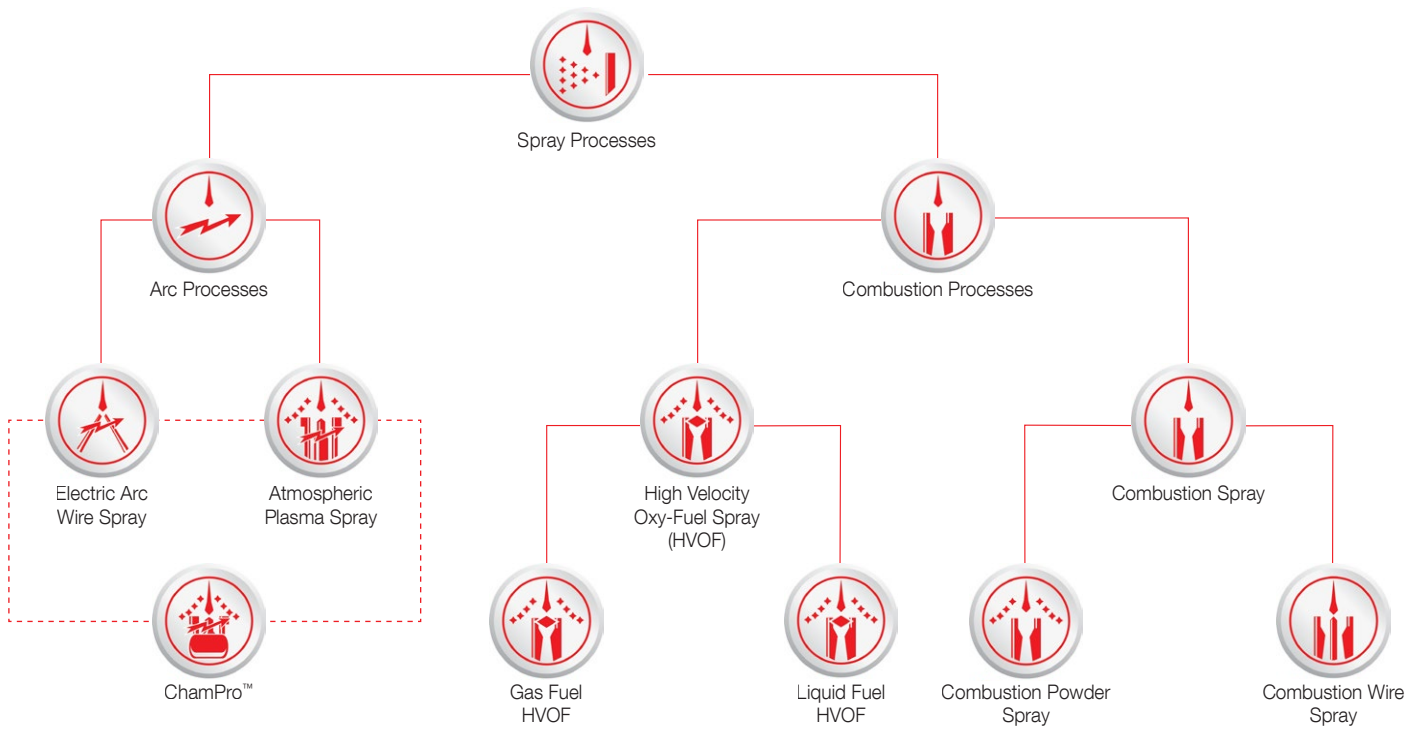 Spray Processes
Arc Processes
Combustion Processes
Electric Arc
Wire Spray
Atmospheric
Plasma Spray
High Velocity
Oxy-Fuel Spray
(HVOF)
Combustion Spray
ChamPro™
Gas Fuel
HVOF
Liquid Fuel
HVOF
Combustion Powder
Spray
Combustion Wire
Spray